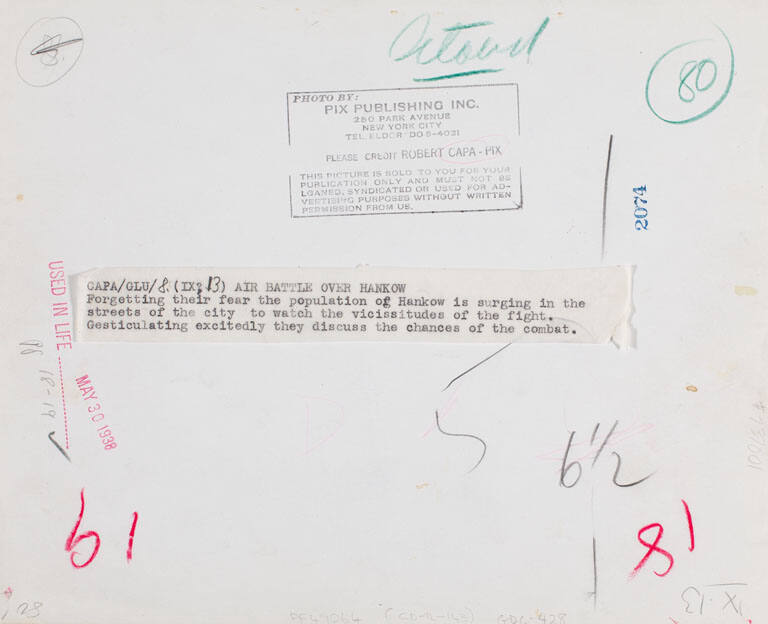 80
PHOTO BY:
PIX PUBLISHING INC.
250 PARK AVENUE
NEW YORK CITY
TEL. ELDOR DO 5-4021
PLEASE CREDIT ROBERT CAPA - PIX
THIS PICTURE IS SOLD TO YOU FOR YOUR
PUBLICATION ONLY AND MUST NOT BE
LOANED, SYNDICATED OR USED FOR AD-
VERTISING PURPOSES WITHOUT WRITTEN
PERMISSION FROM US.
2074
CAPA/GLU/8. (IX, 13) AIR BATTLE OVER HANKOW
Forgetting their fear the population of Hankow is surging in the
streets of the city to watch the vicissitudes of the fight.
Gesticulating excitedly they discuss the chances of the combat.
USED IN LIFE
MAY 30 1938
18-19
6 1/2
61
81
IX-13